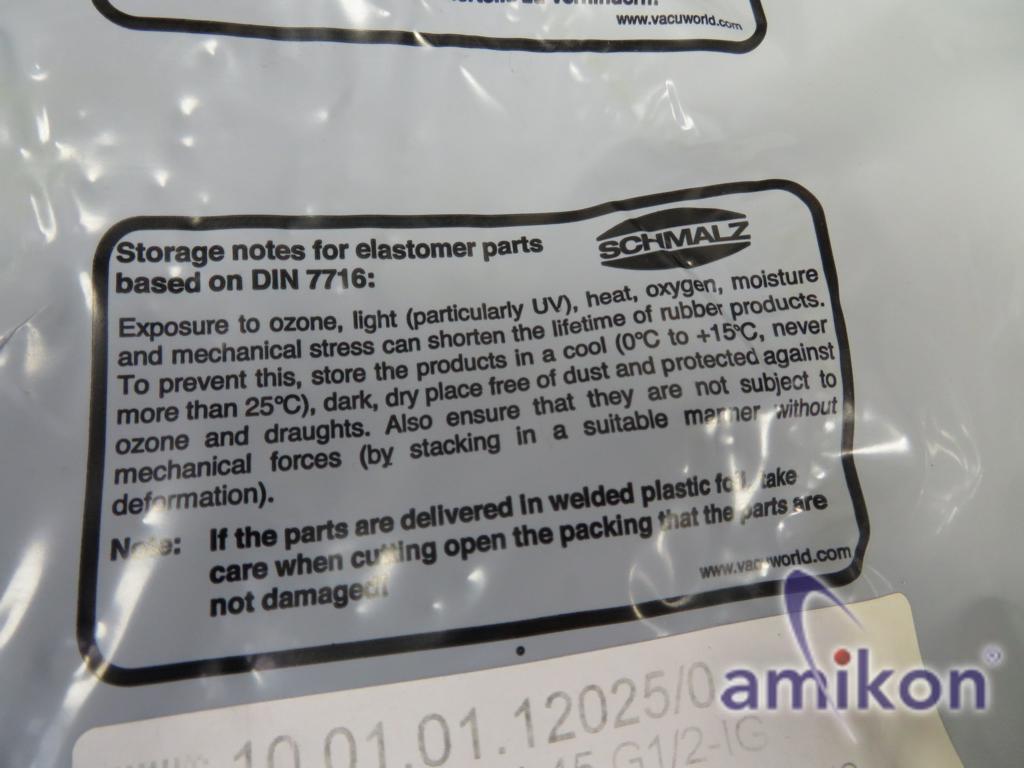 www.vacuworld.com
Storage notes for elastomer parts
based on DIN 7716:
SCHMALZ
Exposure to ozone, light (particularly UV), heat, oxygen, moisture
and mechanical stress can shorten the lifetime of rubber products.
To prevent this, store the products in a cool (0°C to +15°C, never
more than 25°C), dark, dry place free of dust and protected against
ozone and draughts. Also ensure that they are not subject to
mechanical forces (by stacking in a suitable manner without
deformation).
Note: If the parts are delivered in welded plastic foil, take
care when cutting open the packing that the parts are
not damaged!
www.vacuworld.com
amikon®
10.01.01.12025/0
G1/2-IG